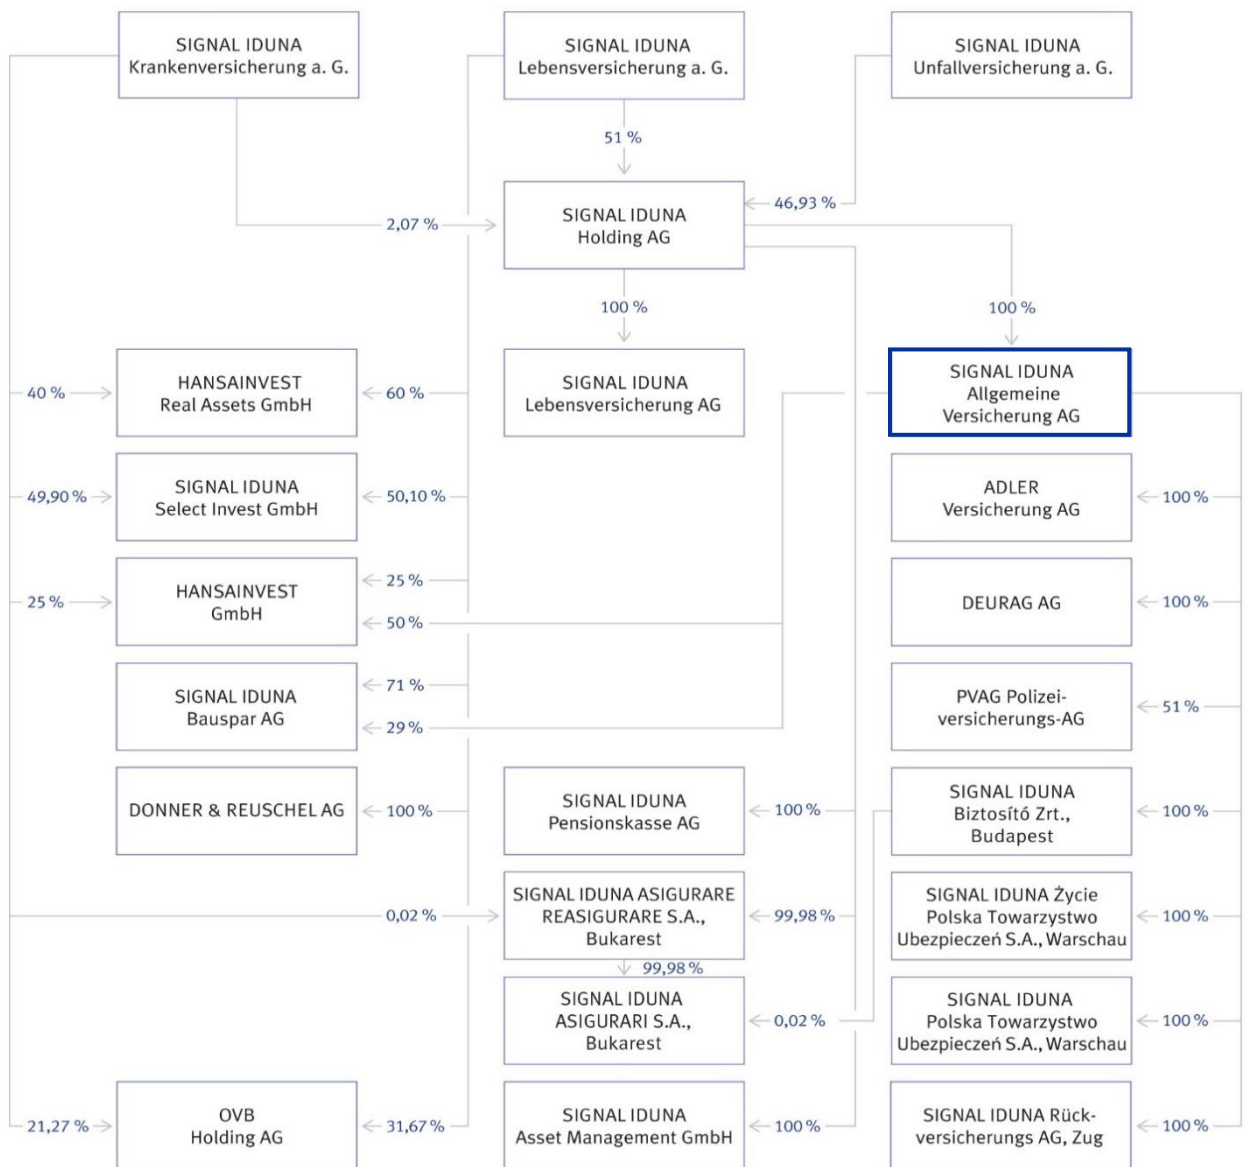 SIGNAL IDUNA
Krankenversicherung a. G.
SIGNAL IDUNA
Lebensversicherung a. G.
SIGNAL IDUNA
Unfallversicherung a. G.
51 %
46,93 %
2,07 %
SIGNAL IDUNA
Holding AG
100 %
100 %
40 %
HANSAINVEST
Real Assets GmbH
60 %
SIGNAL IDUNA
Lebensversicherung AG
SIGNAL IDUNA
Allgemeine
Versicherung AG
49,90 %
SIGNAL IDUNA
Select Invest GmbH
50,10 %
ADLER
Versicherung AG
100 %
25 %
HANSAINVEST
GmbH
25 %
50 %
DEURAG AG
100 %
SIGNAL IDUNA
Bauspar AG
71 %
29 %
PVAG Polizei-
versicherungs-AG
51 %
DONNER & REUSCHEL AG
100 %
SIGNAL IDUNA
Pensionskasse AG
100 %
SIGNAL IDUNA
Biztosító Zrt.,
Budapest
100 %
0,02 %
SIGNAL IDUNA ASIGURARE
REASIGURARE S.A.,
Bukarest
99,98 %
SIGNAL IDUNA Życie
Polska Towarzystwo
Ubezpieczeń S.A., Warschau
100 %
99,98 %
SIGNAL IDUNA
ASIGURARI S.A.,
Bukarest
0,02 %
SIGNAL IDUNA
Polska Towarzystwo
Ubezpieczeń S.A., Warschau
100 %
21,27 %
OVB
Holding AG
31,67 %
SIGNAL IDUNA
Asset Management GmbH
100 %
SIGNAL IDUNA Rück-
versicherungs AG, Zug
100 %